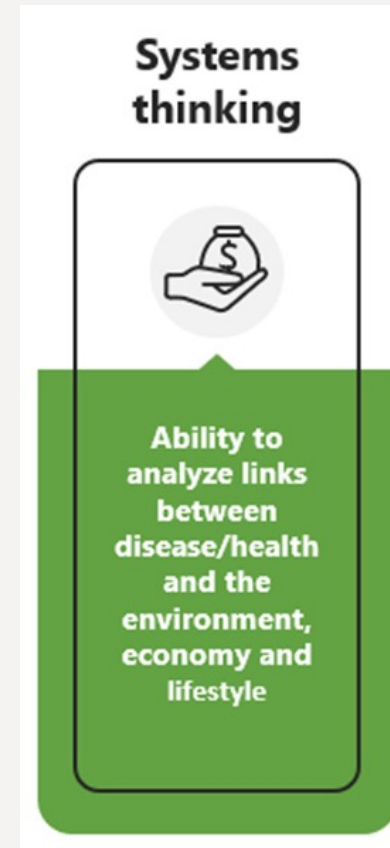 Systems
thinking
$
Ability to
analyze links
between
disease/health
and the
environment,
economy and
lifestyle